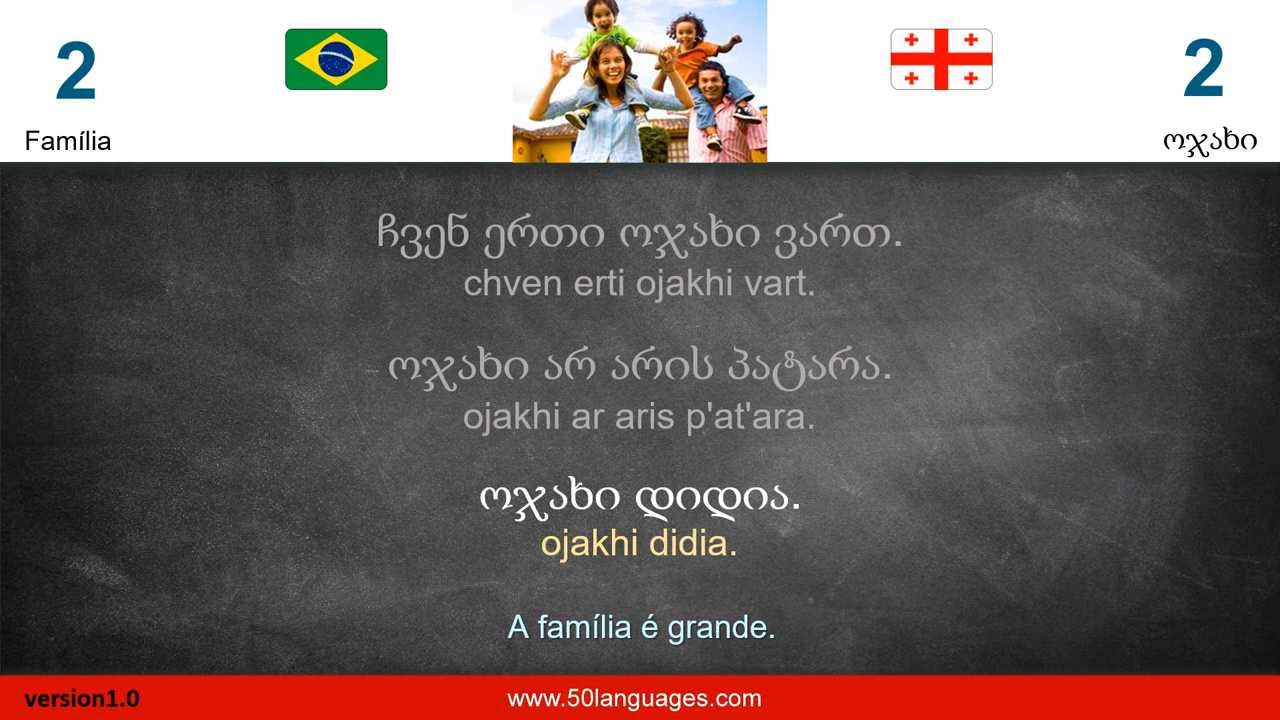 2
2
Família
ოჯახი
ჩვენ ერთი ოჯახი ვართ.
chven erti ojakhi vart.
ოჯახი არ არის პატარა.
ojakhi ar aris p'at'ara.
ოჯახი დიდია.
ojakhi didia.
A família é grande.
version1.0
www.50languages.com